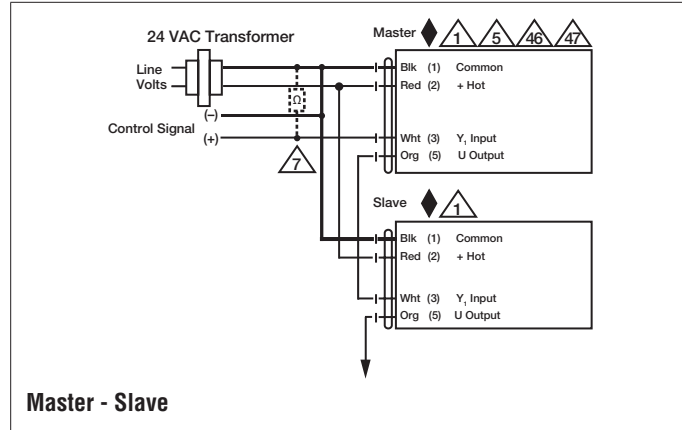 24 VAC Transformer
Line
Volts
(–)
Control Signal
(+)
Ω
7
Master 1 5 46 47
Blk (1) Common
Red (2) + Hot
Wht (3) Y₁ Input
Org (5) U Output
Slave 1
Blk (1) Common
Red (2) + Hot
Wht (3) Y₁ Input
Org (5) U Output
Master - Slave